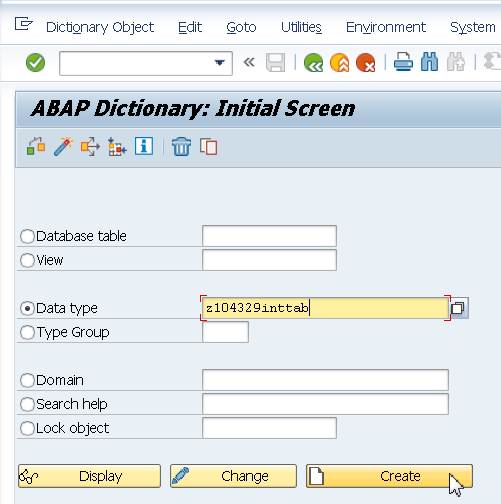 Dictionary Object Edit Goto Utilities Environment System
ABAP Dictionary: Initial Screen
Database table
View
Data type z104329inttab
Type Group
Domain
Search help
Lock object
Display Change Create